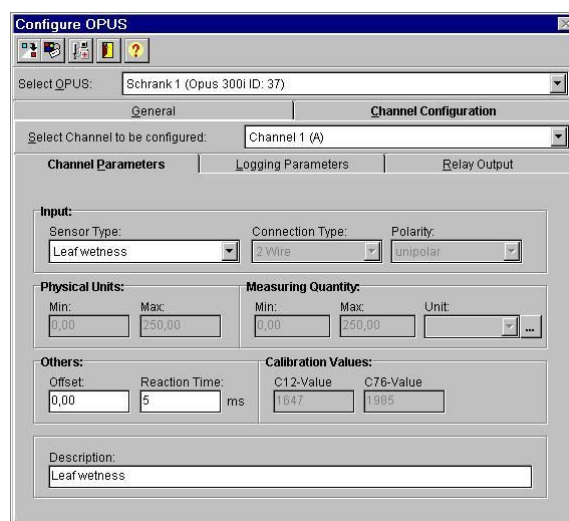 Configure OPUS
Select OPUS: Schrank 1 (Opus 300i ID: 37)
General Channel Configuration
Select Channel to be configured: Channel 1 (A)
Channel Parameters Logging Parameters Relay Output
Input:
Sensor Type: Connection Type: Polarity:
Leaf wetness 2 Wire unipolar
Physical Units: Measuring Quantity:
Min: Max: Min: Max: Unit:
0,00 250,00 0,00 250,00 ...
Others: Calibration Values:
Offset: Reaction Time: C12-Value C76-Value
0,00 5 ms 1647 1985
Description:
Leaf wetness